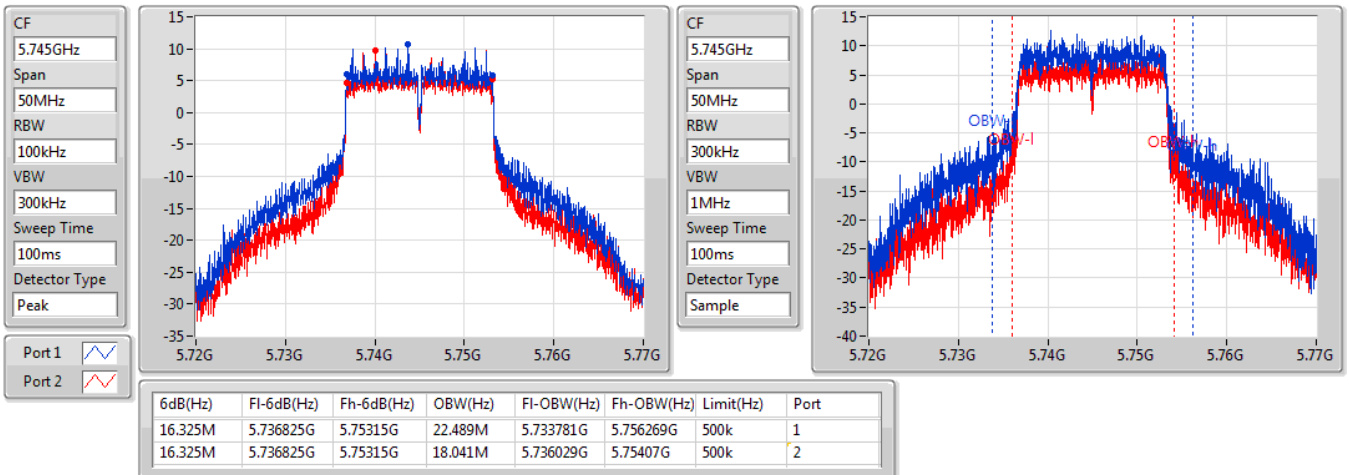 CF
5.745GHz
Span
50MHz
RBW
100kHz
VBW
300kHz
Sweep Time
100ms
Detector Type
Peak
Port 1
Port 2
15
10
5
0
-5
-10
-15
-20
-25
-30
-35
5.72G 5.73G 5.74G 5.75G 5.76G 5.77G
CF
5.745GHz
Span
50MHz
RBW
300kHz
VBW
1MHz
Sweep Time
100ms
Detector Type
Sample
15
10
5
0
-5
-10
-15
-20
-25
-30
-35
-40
OBW-l
5.72G 5.73G 5.74G 5.75G 5.76G 5.77G
6dB(Hz) Fl-6dB(Hz) Fh-6dB(Hz) OBW(Hz) Fl-OBW(Hz) Fh-OBW(Hz) Limit(Hz) Port
16.325M 5.736825G 5.75315G 22.489M 5.733781G 5.756269G 500k 1
16.325M 5.736825G 5.75315G 18.041M 5.736029G 5.75407G 500k 2